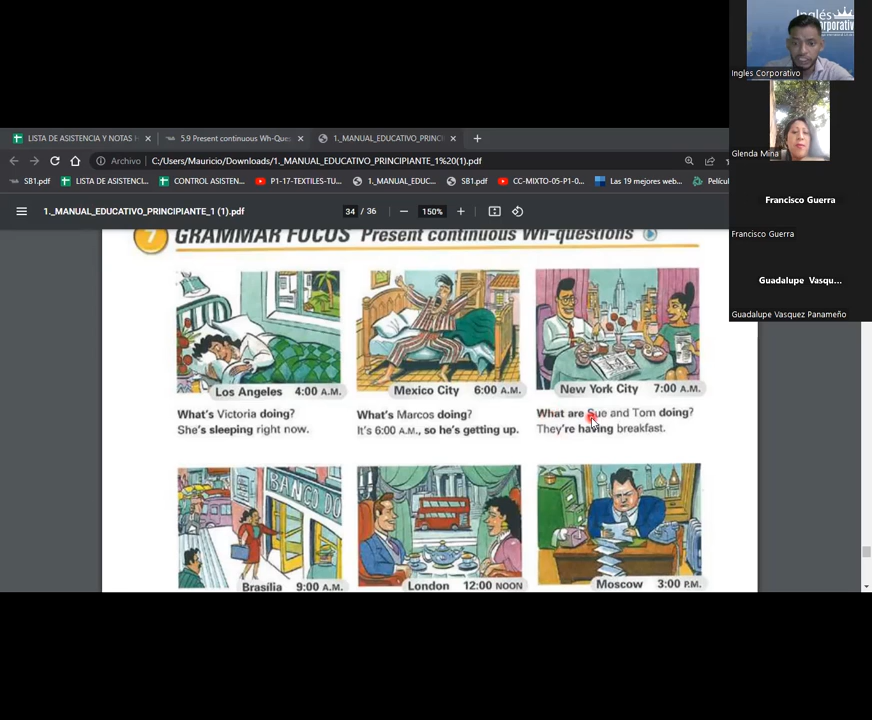 LISTA DE ASISTENCIA Y NOTAS
5.9 Present continuous Wh-Ques
1._MANUAL_EDUCATIVO_PRINCI
Archivo
C:/Users/Mauricio/Downloads/1._MANUAL_EDUCATIVO_PRINCIPIANTE_1%20(1).pdf
SB1.pdf
LISTA DE ASISTENCI...
CONTROL ASISTEN...
P1-17-TEXTILES-TU...
1._MANUAL_EDUC...
SB1.pdf
CC-MIXTO-05-P1-0...
Las 19 mejores web...
Pelícu
1._MANUAL_EDUCATIVO_PRINCIPIANTE_1 (1).pdf
34 / 36
150%
7 GRAMMAR FOCUS Present continuous Wh-questions
Los Angeles 4:00 A.M.
Mexico City 6:00 A.M.
New York City 7:00 A.M.
What's Victoria doing?
She's sleeping right now.
What's Marcos doing?
It's 6:00 A.M., so he's getting up.
What are Sue and Tom doing?
They're having breakfast.
BANCO DO
Brasília 9:00 A.M.
London 12:00 NOON
Moscow 3:00 P.M.
Inglés
Corporativo
Ingles Corporativo
Glenda Mina
Francisco Guerra
Francisco Guerra
Guadalupe Vasqu...
Guadalupe Vasquez Panameño